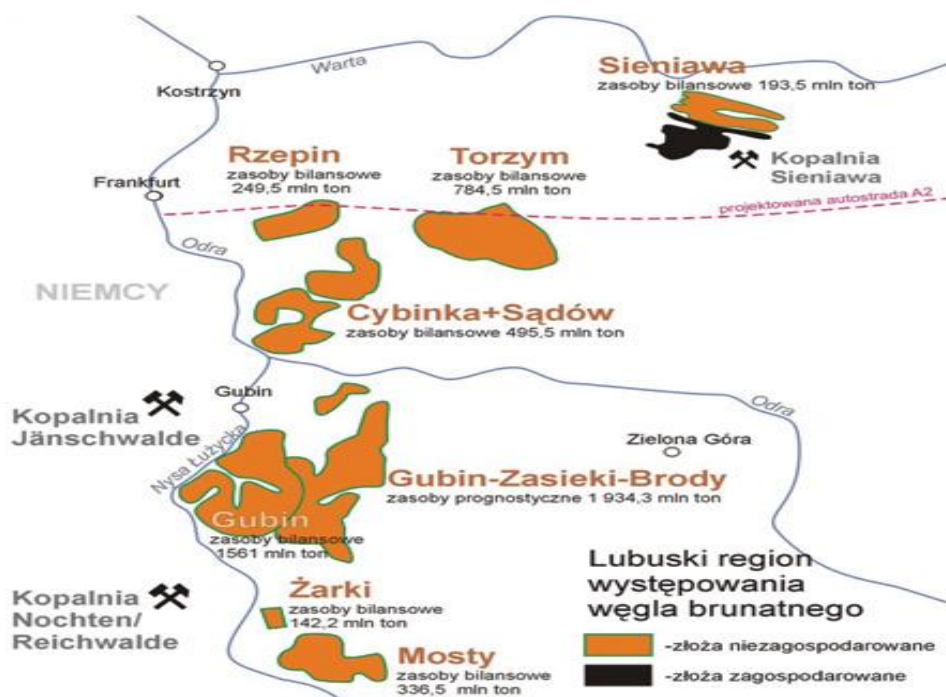 Warta
Kostrzyn
Sieniawa
zasoby bilansowe 193,5 mln ton
Kopalnia
Sieniawa
Rzepin
zasoby bilansowe
249,5 mln ton
Torzym
zasoby bilansowe
784,5 mln ton
Frankfurt
projektowana autostrada A2
Odra
NIEMCY
Cybinka+Sądów
zasoby bilansowe 495,5 mln ton
Gubin
Kopalnia
Jänschwalde
Nysa Łużycka
Odra
Zielona Góra
Gubin-Zasieki-Brody
zasoby prognostyczne 1 934,3 mln ton
Gubin
zasoby bilansowe
1561 mln ton
Kopalnia
Nochten/
Reichwalde
Żarki
zasoby bilansowe
142,2 mln ton
Mosty
zasoby bilansowe
336,5 mln ton
Lubuski region
występowania
węgla brunatnego
-złoża niezagospodarowane
-złoża zagospodarowane